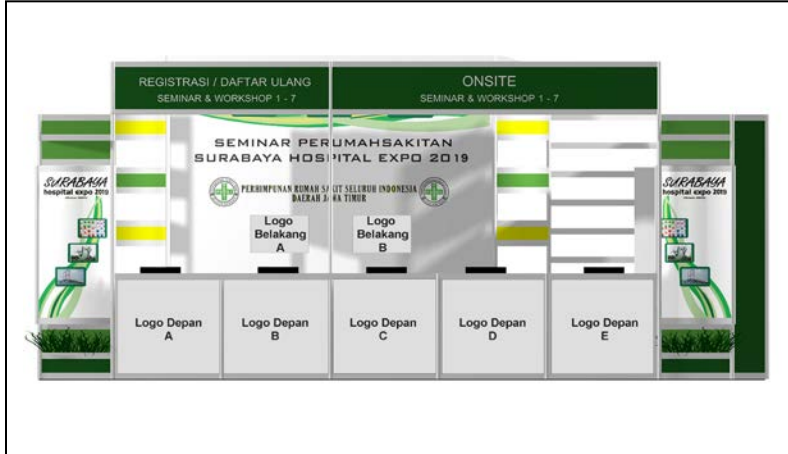 REGISTRASI / DAFTAR ULANG
SEMINAR & WORKSHOP 1 - 7
ONSITE
SEMINAR & WORKSHOP 1 - 7
SEMINAR PERUMAHSAKITAN
SURABAYA HOSPITAL EXPO 2019
PERHIMPUNAN RUMAH SAKIT SELURUH INDONESIA
DAERAH JAWA TIMUR
SURABAYA
hospital expo 2019
SURABAYA
hospital expo 2019
Logo
Belakang
A
Logo
Belakang
B
Logo Depan
A
Logo Depan
B
Logo Depan
C
Logo Depan
D
Logo Depan
E